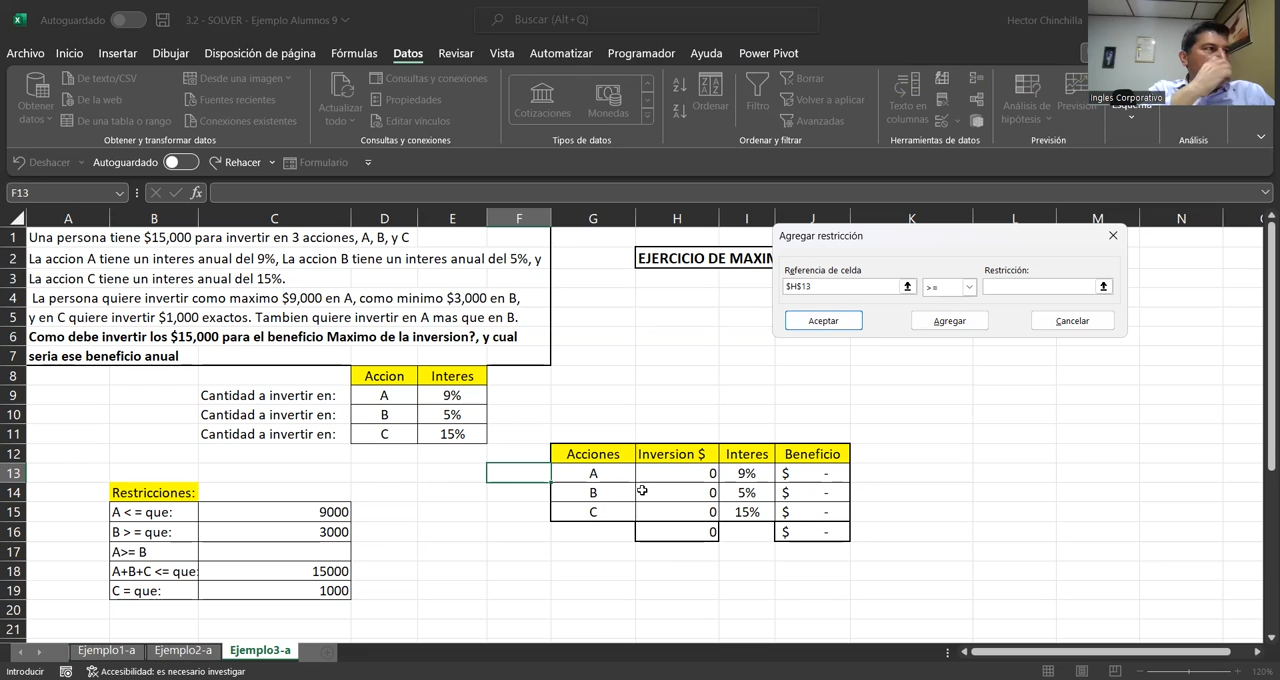 Autoguardado
3.2 - SOLVER - Ejemplo Alumnos 9
Buscar (Alt+Q)
Hector Chinchilla
Archivo Inicio Insertar Dibujar Disposición de página Fórmulas Datos Revisar Vista Automatizar Programador Ayuda Power Pivot
Ingles Corporativo
Obtener datos
De texto/CSV
De la web
De una tabla o rango
Desde una imagen
Fuentes recientes
Conexiones existentes
Obtener y transformar datos
Actualizar todo
Consultas y conexiones
Propiedades
Editar vínculos
Consultas y conexiones
Cotizaciones Monedas
Tipos de datos
Ordenar
Filtro
Borrar
Volver a aplicar
Avanzadas
Ordenar y filtrar
Texto en columnas
Herramientas de datos
Análisis de hipótesis
Previsión
Esquema
Análisis
Deshacer Autoguardado Rehacer Formulario
F13
fx
A B C D E F G H I J K L M N
1 Una persona tiene $15,000 para invertir en 3 acciones, A, B, y C
2 La accion A tiene un interes anual del 9%, La accion B tiene un interes anual del 5%, y
EJERCICIO DE MAXIM
3 La accion C tiene un interes anual del 15%.
4 La persona quiere invertir como maximo $9,000 en A, como minimo $3,000 en B,
5 y en C quiere invertir $1,000 exactos. Tambien quiere invertir en A mas que en B.
6 Como debe invertir los $15,000 para el beneficio Maximo de la inversion?, y cual
7 seria ese beneficio anual
Agregar restricción
Referencia de celda Restricción:
$H$13 >=
Aceptar Agregar Cancelar
8 Accion Interes
9 Cantidad a invertir en: A 9%
10 Cantidad a invertir en: B 5%
11 Cantidad a invertir en: C 15%
12 Acciones Inversion $ Interes Beneficio
13 A 0 9% $ -
14 Restricciones: B 0 5% $ -
15 A < = que: 9000 C 0 15% $ -
16 B > = que: 3000 0 $ -
17 A>= B
18 A+B+C <= que: 15000
19 C = que: 1000
20
21
Ejemplo1-a Ejemplo2-a Ejemplo3-a
Introducir Accesibilidad: es necesario investigar 120%